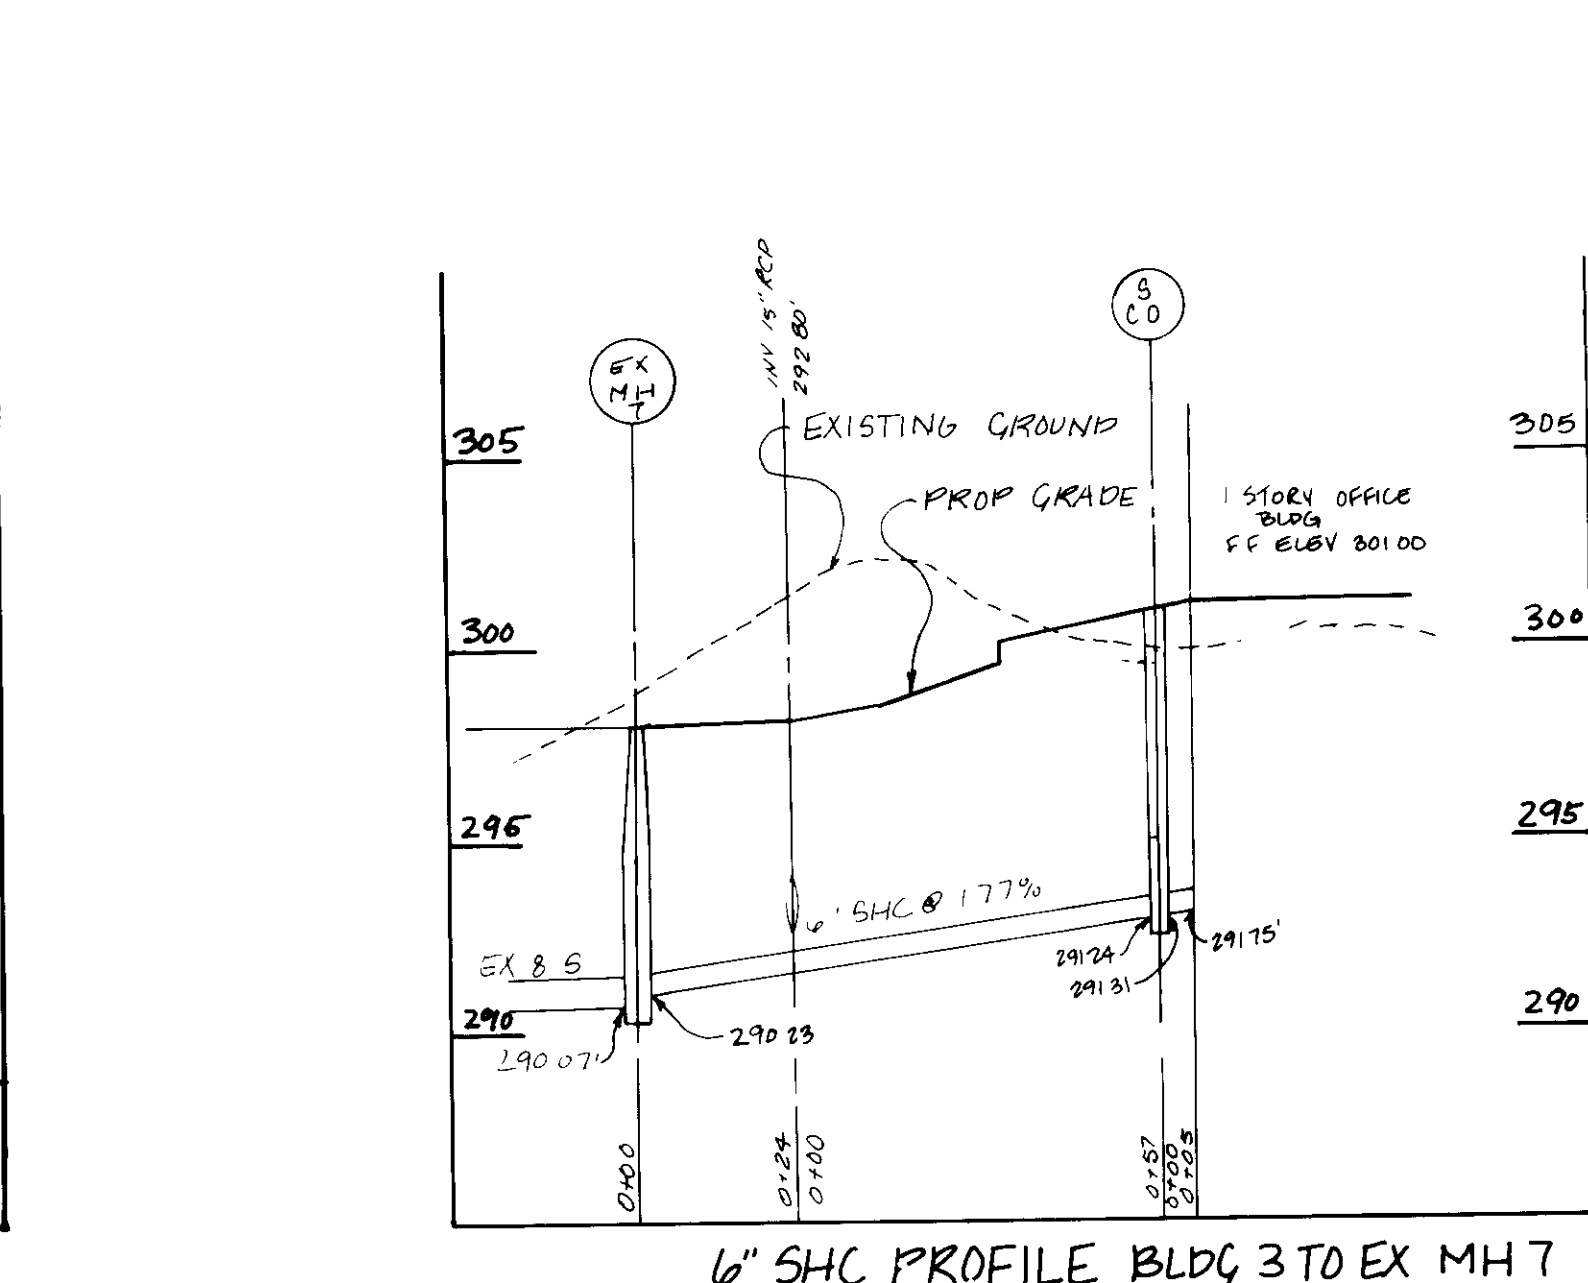 INV 15" RCP
292 80'
S
CO
EX
MH
7
EXISTING GROUND
PROP GRADE
1 STORY OFFICE
BLDG
FF ELEV 301 00
305
300
295
290
305
300
295
290
6' SHC @ 1 77%
EX 8 S
290 07'
290 23
291 24
291 31
291 75'
0+00
0+24
0+00
0+57
0+00
0+05
6" SHC PROFILE BLDG 3 TO EX MH 7